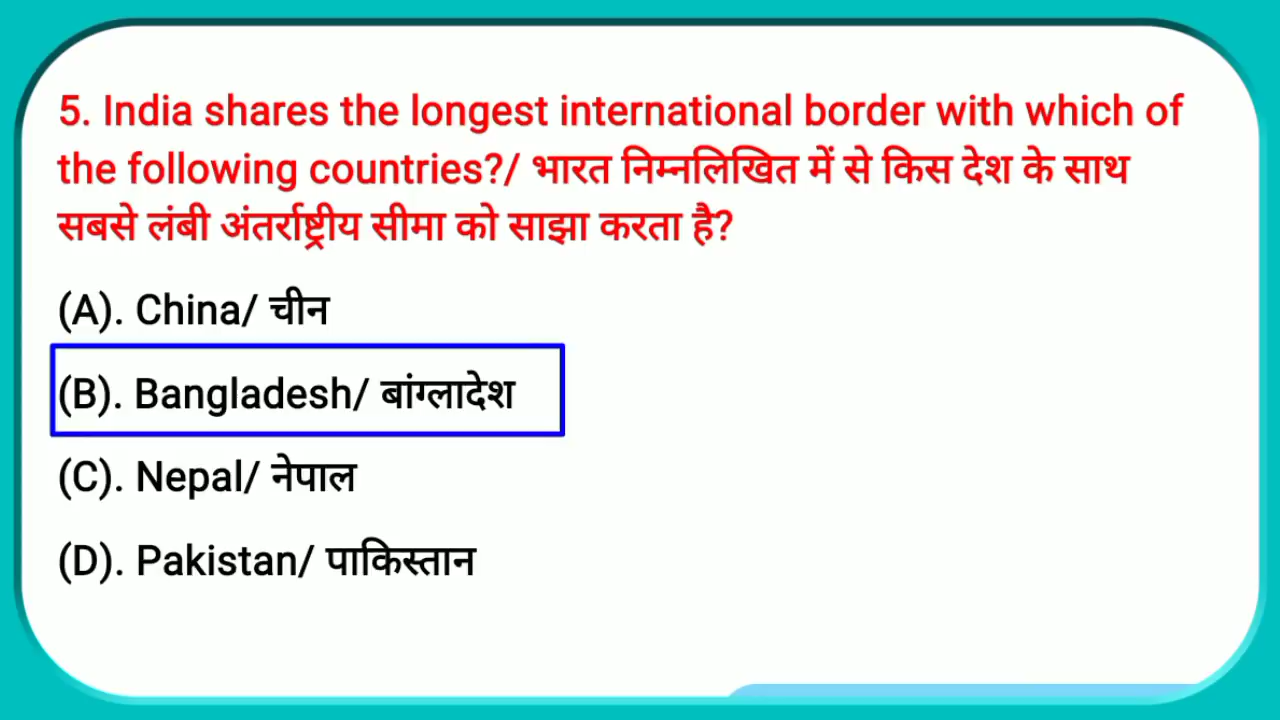 5. India shares the longest international border with which of
the following countries?/ भारत निम्नलिखित में से किस देश के साथ
सबसे लंबी अंतर्राष्ट्रीय सीमा को साझा करता है?
(A). China/ चीन
(B). Bangladesh/ बांग्लादेश
(C). Nepal/ नेपाल
(D). Pakistan/ पाकिस्तान